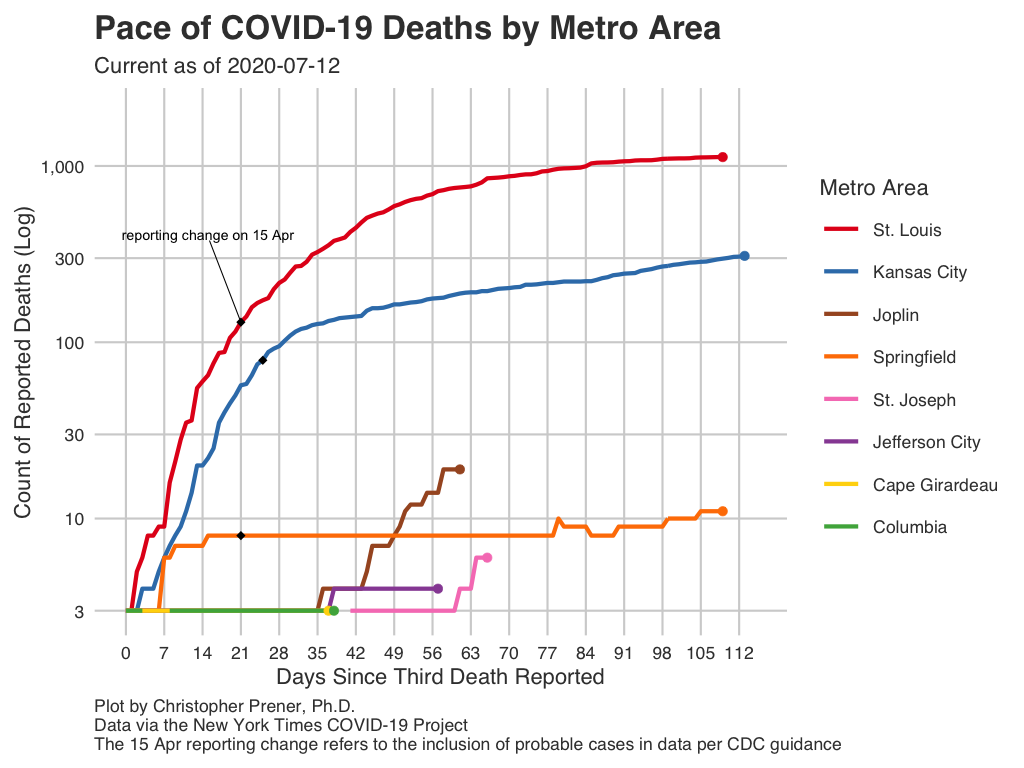 Pace of COVID-19 Deaths by Metro Area
Current as of 2020-07-12
Count of Reported Deaths (Log)
1,000
300
100
30
10
3
reporting change on 15 Apr
0 7 14 21 28 35 42 49 56 63 70 77 84 91 98 105 112
Days Since Third Death Reported
Metro Area
St. Louis
Kansas City
Joplin
Springfield
St. Joseph
Jefferson City
Cape Girardeau
Columbia
Plot by Christopher Prener, Ph.D.
Data via the New York Times COVID-19 Project
The 15 Apr reporting change refers to the inclusion of probable cases in data per CDC guidance